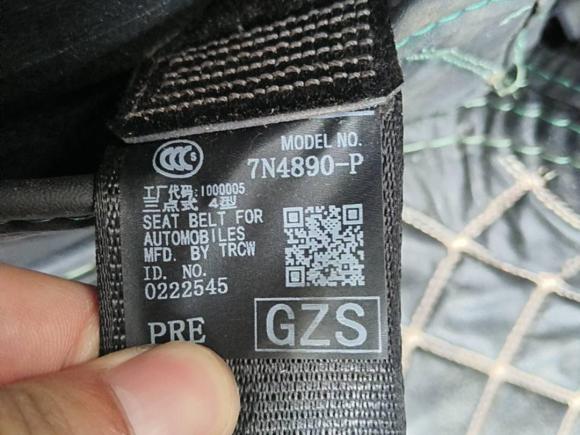 CCC S
MODEL NO.
7N4890-P
工厂代码:I000005
三点式 4型
SEAT BELT FOR
AUTOMOBILES
MFD. BY TRCW
ID. NO.
0222545
PRE
GZS